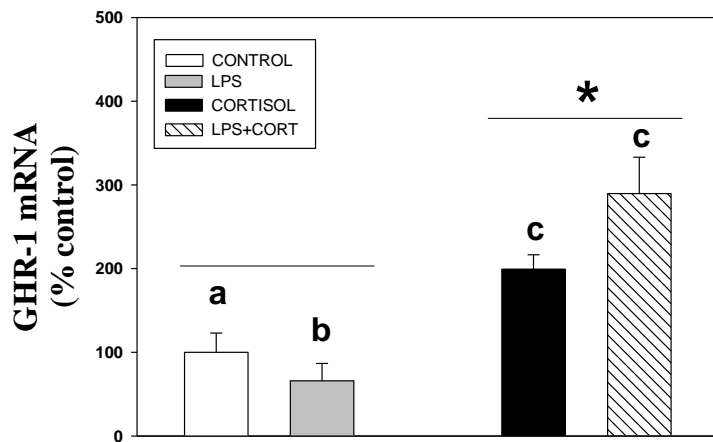 500
400
300
200
100
0
GHR-1 mRNA
(% control)
CONTROL
LPS
CORTISOL
LPS+CORT
a
b
*
c
c